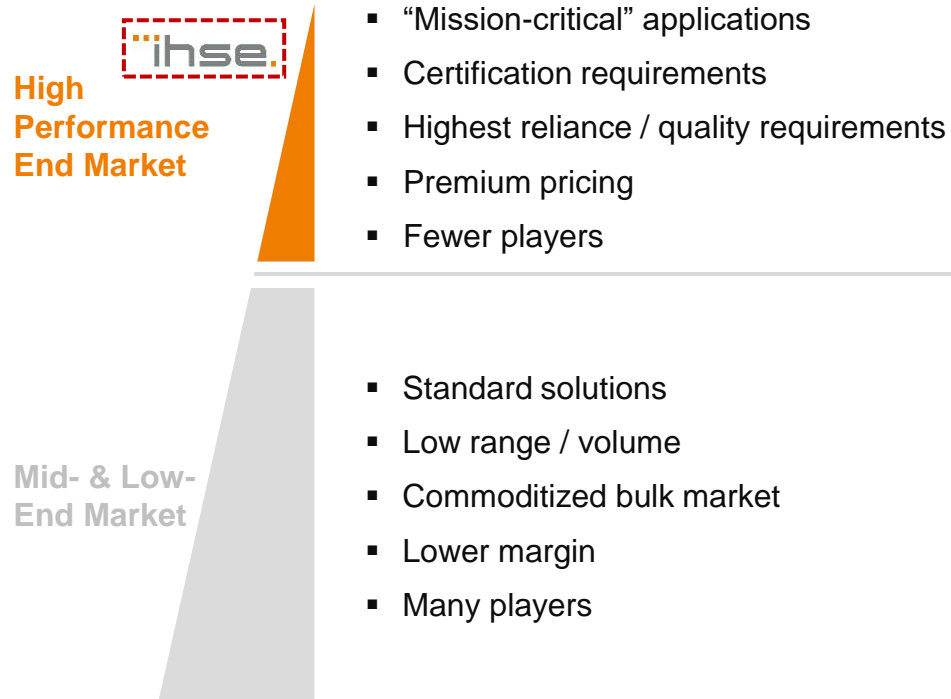 ihse.
High
Performance
End Market
▪ “Mission-critical” applications
▪ Certification requirements
▪ Highest reliance / quality requirements
▪ Premium pricing
▪ Fewer players
Mid- & Low-
End Market
▪ Standard solutions
▪ Low range / volume
▪ Commoditized bulk market
▪ Lower margin
▪ Many players